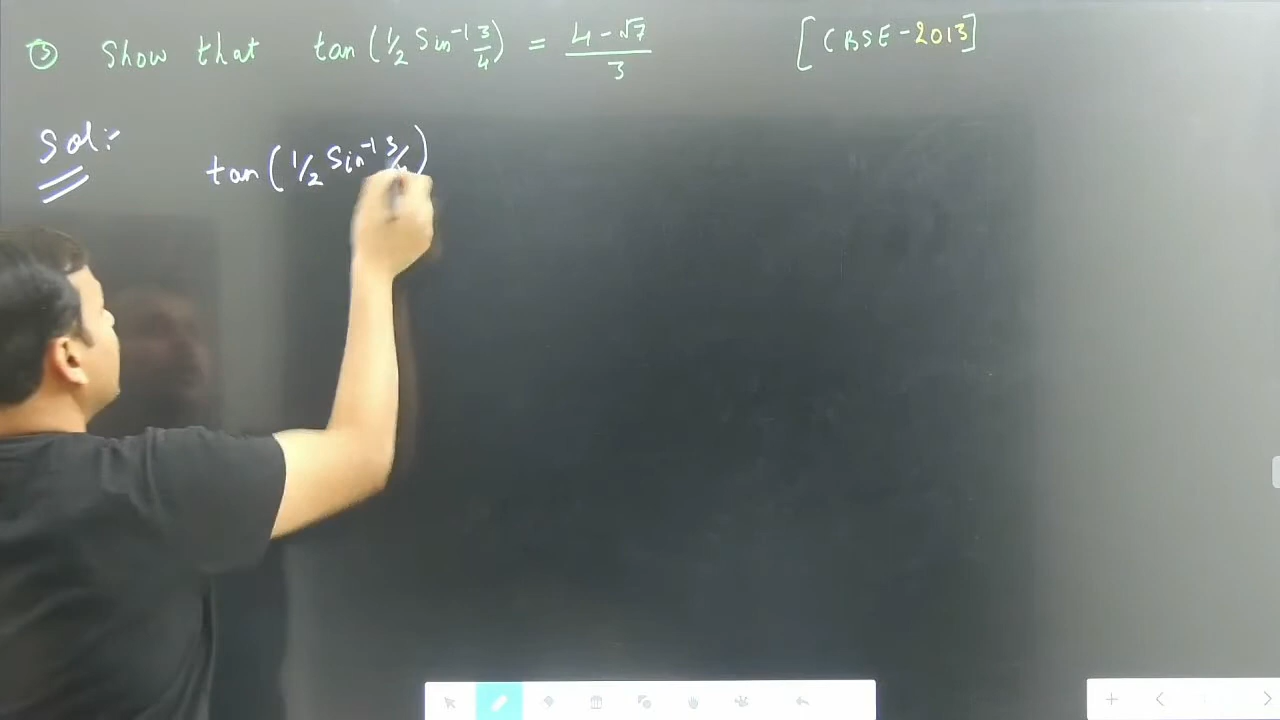 ③ Show that tan(1/2 Sin⁻¹ 3/4) = (4-√7)/3 [CBSE-2013]
Sol:-
tan(1/2 Sin⁻¹ 3/4)